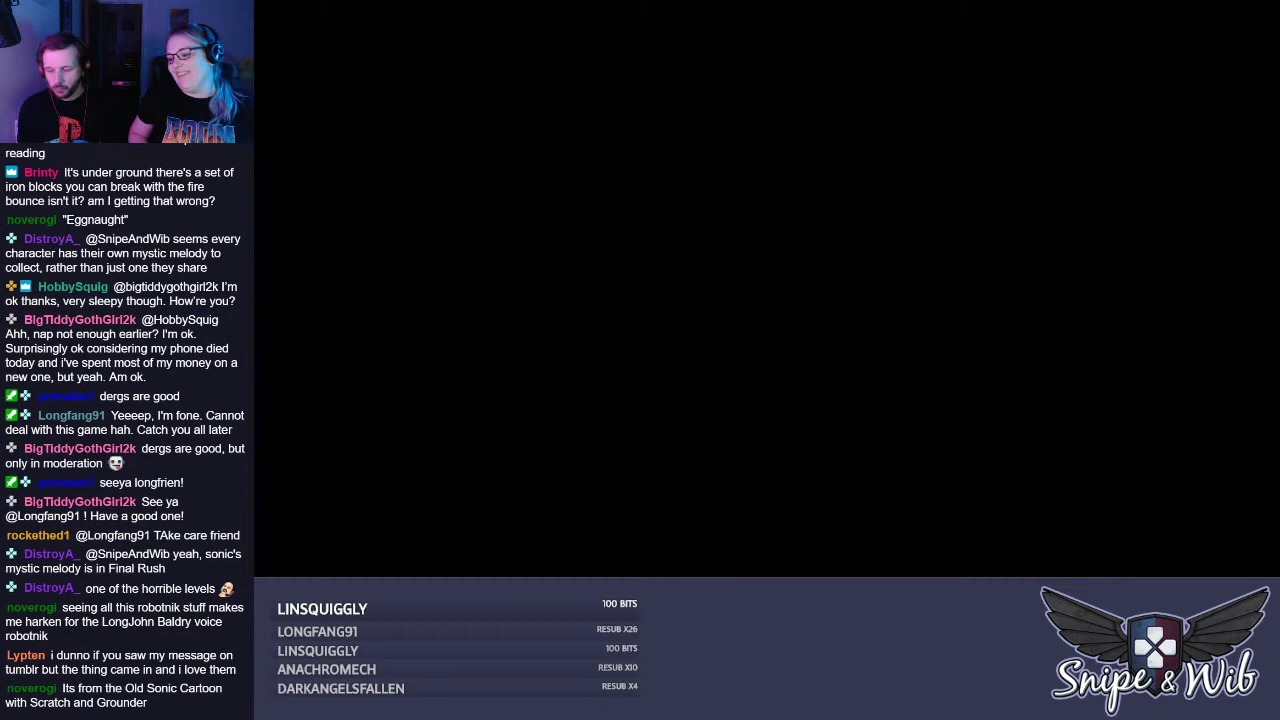 reading
Brinty It's under ground there's a set of
iron blocks you can break with the fire
bounce isn't it? am I getting that wrong?
noverogi "Eggnaught"
DistroyA_ @SnipeAndWib seems every
character has their own mystic melody to
collect, rather than just one they share
HobbySquig @bigtiddygothgirl2k I'm
ok thanks, very sleepy though. How're you?
BigTiddyGothGirl2k @HobbySquig
Ahh, nap not enough earlier? I'm ok.
Surprisingly ok considering my phone died
today and i've spent most of my money on a
new one, but yeah. Am ok.
dergs are good
Longfang91 Yeeeep, I'm fone. Cannot
deal with this game hah. Catch you all later
BigTiddyGothGirl2k dergs are good, but
only in moderation
seeya longfrien!
BigTiddyGothGirl2k See ya
@Longfang91 ! Have a good one!
rockethed1 @Longfang91 TAke care friend
DistroyA_ @SnipeAndWib yeah, sonic's
mystic melody is in Final Rush
DistroyA_ one of the horrible levels
noverogi seeing all this robotnik stuff makes
me harken for the LongJohn Baldry voice
robotnik
Lypten i dunno if you saw my message on
tumblr but the thing came in and i love them
noverogi Its from the Old Sonic Cartoon
with Scratch and Grounder
LINSQUIGGLY 100 BITS
LONGFANG91 RESUB X26
LINSQUIGGLY 100 BITS
ANACHROMECH RESUB X10
DARKANGELSFALLEN RESUB X4
Snipe & Wib